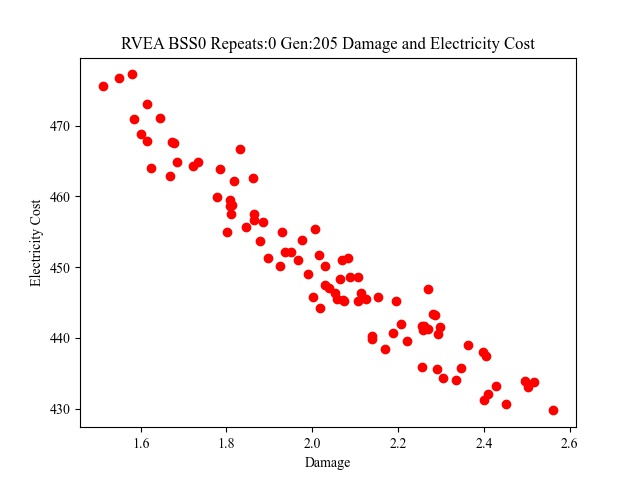 RVEA BSS0 Repeats:0 Gen:205 Damage and Electricity Cost
470
460
450
440
430
Electricity Cost
1.6 1.8 2.0 2.2 2.4 2.6
Damage